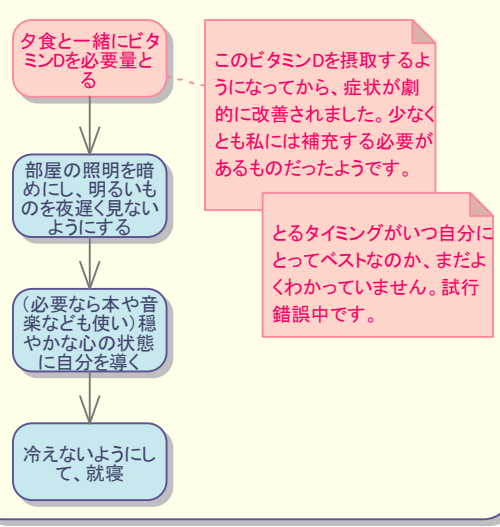 夕食と一緒にビタ
ミンDを必要量と
る
このビタミンDを摂取するよ
うになってから、症状が劇
的に改善されました。少なく
とも私には補充する必要が
あるものだったようです。
部屋の照明を暗
めにし、明るいも
のを夜遅く見ない
ようにする
とるタイミングがいつ自分に
とってベストなのか、まだよ
くわかっていません。試行
錯誤中です。
(必要なら本や音
楽なども使い)穏
やかな心の状態
に自分を導く
冷えないようにし
て、就寝